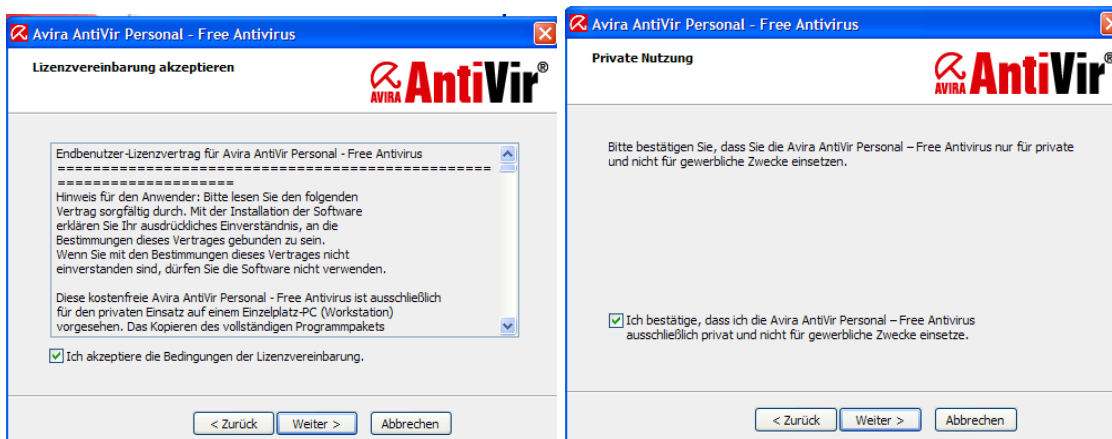 Avira AntiVir Personal - Free Antivirus
Lizenzvereinbarung akzeptieren
AVIRA AntiVir®
Endbenutzer-Lizenzvertrag für Avira AntiVir Personal - Free Antivirus
=================================================
====================
Hinweis für den Anwender: Bitte lesen Sie den folgenden
Vertrag sorgfältig durch. Mit der Installation der Software
erklären Sie Ihr ausdrückliches Einverständnis, an die
Bestimmungen dieses Vertrages gebunden zu sein.
Wenn Sie mit den Bestimmungen dieses Vertrages nicht
einverstanden sind, dürfen Sie die Software nicht verwenden.
Diese kostenfreie Avira AntiVir Personal - Free Antivirus ist ausschließlich
für den privaten Einsatz auf einem Einzelplatz-PC (Workstation)
vorgesehen. Das Kopieren des vollständigen Programmpakets
Ich akzeptiere die Bedingungen der Lizenzvereinbarung.
< Zurück Weiter > Abbrechen
Avira AntiVir Personal - Free Antivirus
Private Nutzung
AVIRA AntiVir®
Bitte bestätigen Sie, dass Sie die Avira AntiVir Personal – Free Antivirus nur für private
und nicht für gewerbliche Zwecke einsetzen.
Ich bestätige, dass ich die Avira AntiVir Personal – Free Antivirus
ausschließlich privat und nicht für gewerbliche Zwecke einsetze.
< Zurück Weiter > Abbrechen